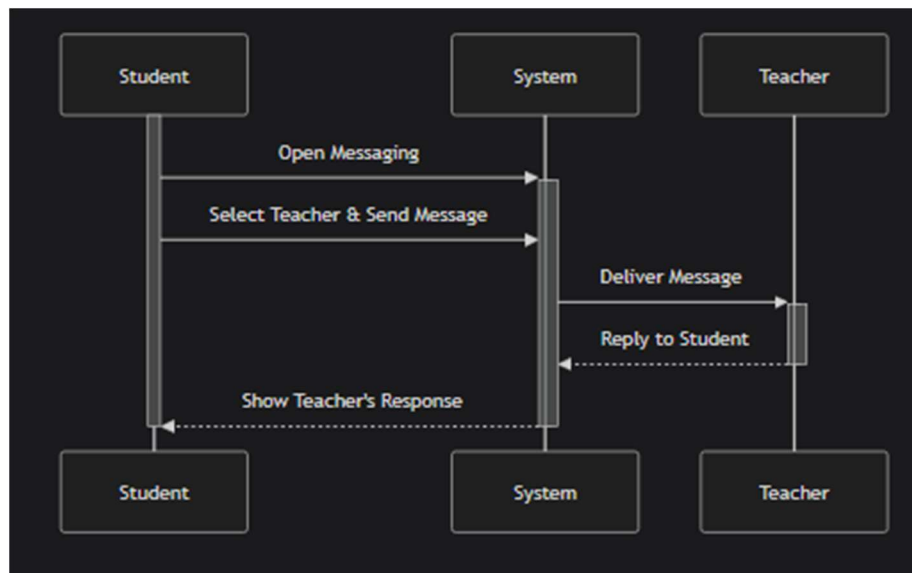 Student
System
Teacher
Open Messaging
Select Teacher & Send Message
Deliver Message
Reply to Student
Show Teacher's Response
Student
System
Teacher